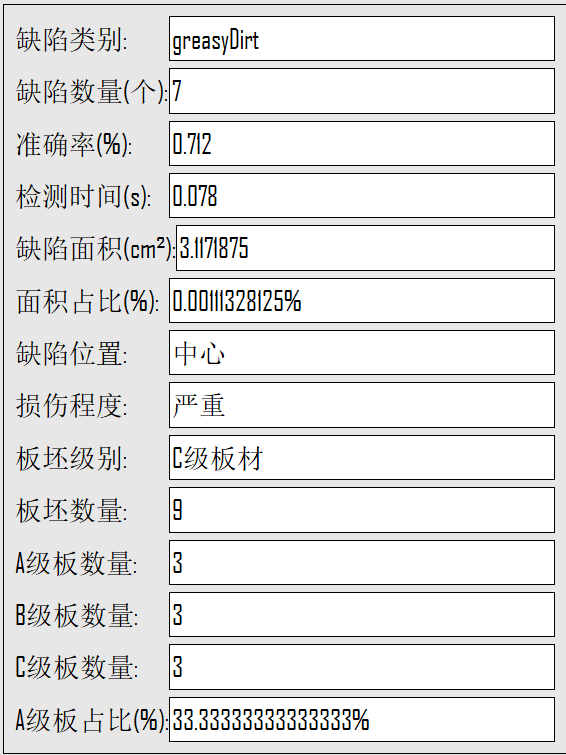 缺陷类别: greasyDirt
缺陷数量(个): 7
准确率(%): 0.712
检测时间(s): 0.078
缺陷面积(cm²): 3.1171875
面积占比(%): 0.00111328125%
缺陷位置: 中心
损伤程度: 严重
板坯级别: C级板材
板坯数量: 9
A级板数量: 3
B级板数量: 3
C级板数量: 3
A级板占比(%): 33.33333333333333%